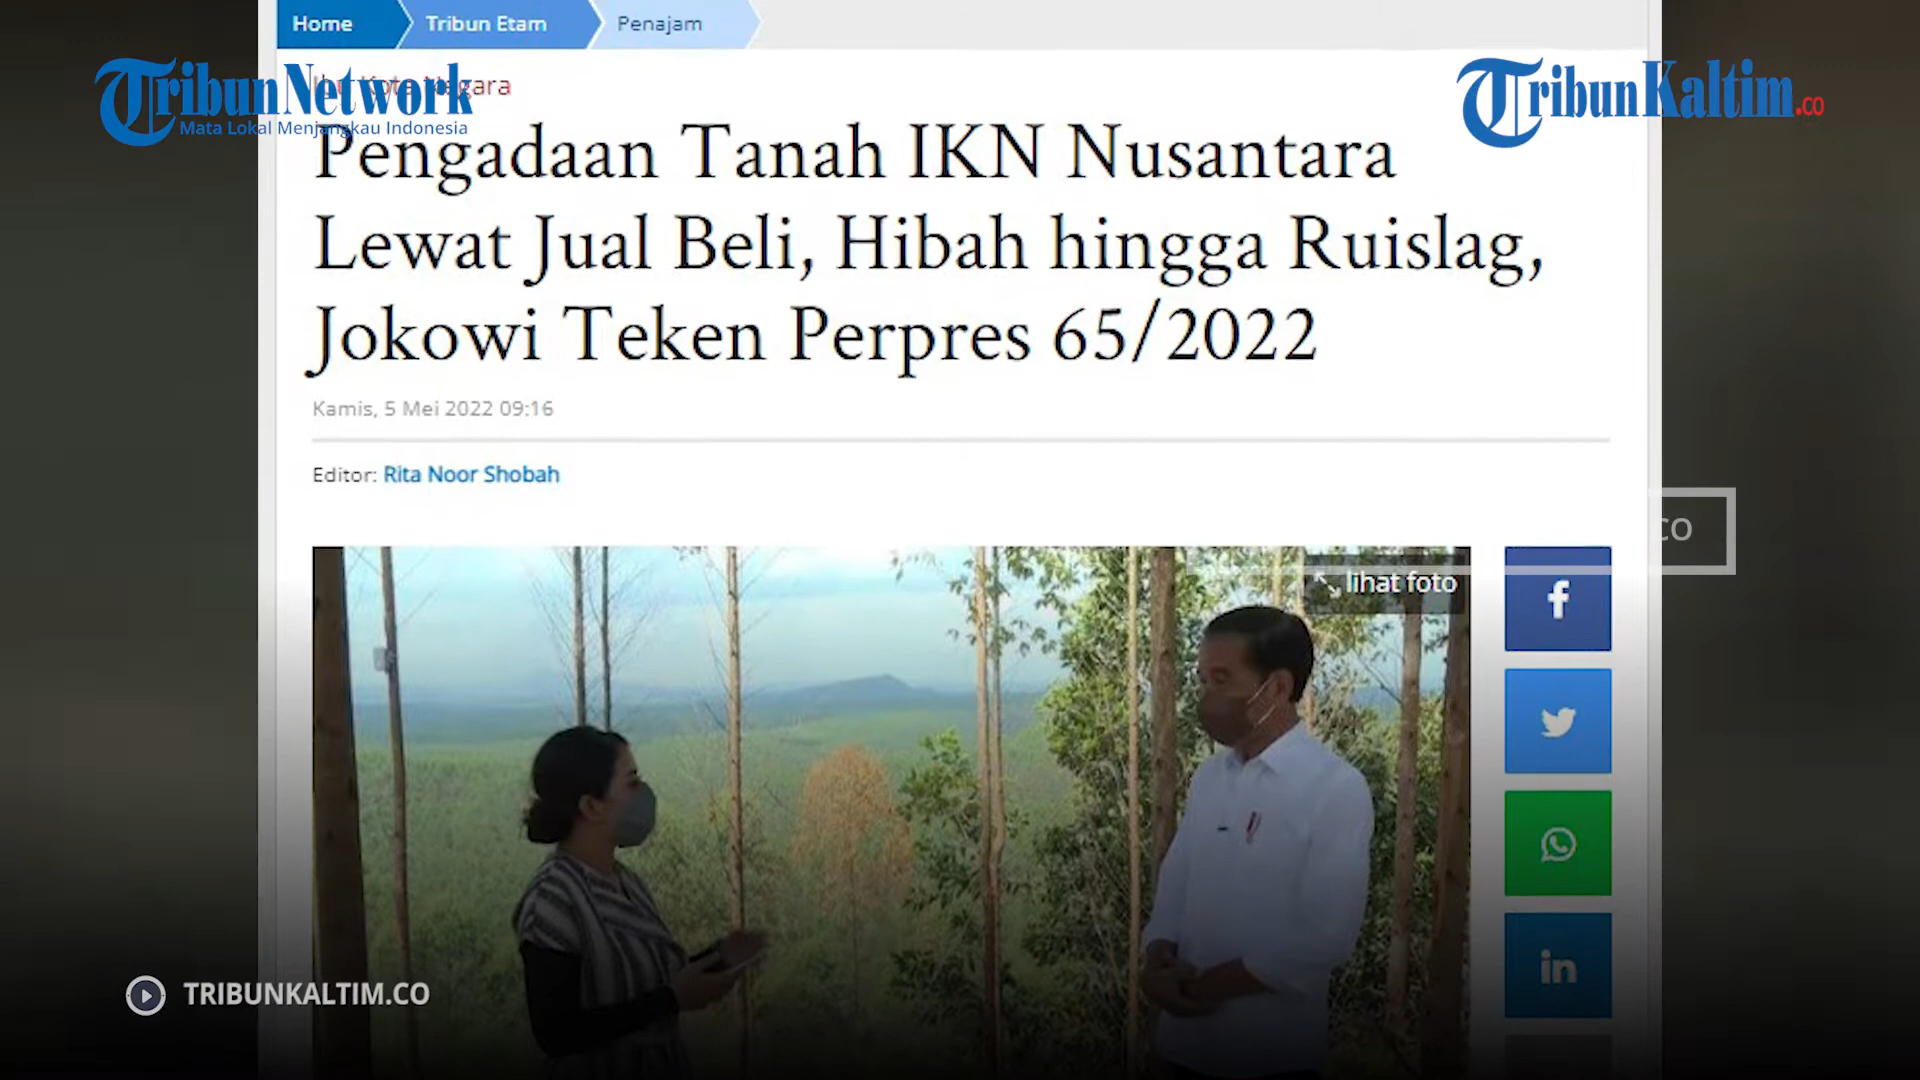 Home
Tribun Etam
Penajam
TribunNetwork
Mata Lokal Menjangkau Indonesia
TribunKaltim.co
Pengadaan Tanah IKN Nusantara
Lewat Jual Beli, Hibah hingga Ruislag,
Jokowi Teken Perpres 65/2022
Kamis, 5 Mei 2022 09:16
Editor: Rita Noor Shobah
co
lihat foto
f
in
TRIBUNKALTIM.CO